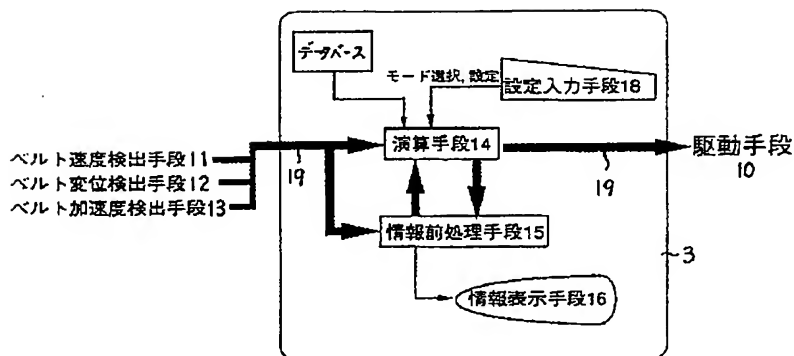 データベース
モード選択, 設定
設定入力手段18
ベルト速度検出手段11
ベルト変位検出手段12
ベルト加速度検出手段13
19
演算手段14
19
駆動手段
10
情報前処理手段15
3
情報表示手段16